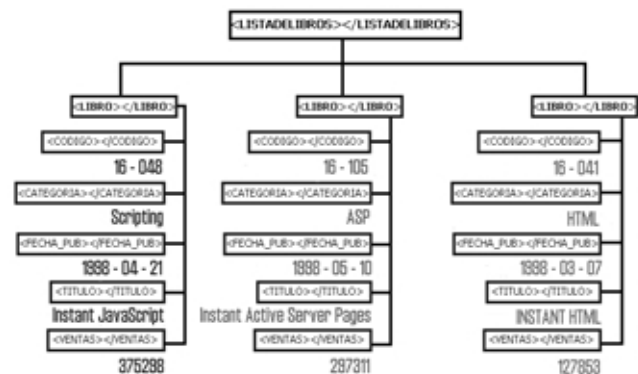 <LISTADELIBROS></LISTADELIBROS>
<LIBRO></LIBRO>
<CODIGO></CODIGO>
16 - 048
<CATEGORIA></CATEGORIA>
Scripting
<FECHA_PUB></FECHA_PUB>
1998 - 04 - 21
<TITULO></TITULO>
Instant JavaScript
<VENTAS></VENTAS>
375298
<LIBRO></LIBRO>
<CODIGO></CODIGO>
16 - 105
<CATEGORIA></CATEGORIA>
ASP
<FECHA_PUB></FECHA_PUB>
1998 - 05 - 10
<TITULO></TITULO>
Instant Active Server Pages
<VENTAS></VENTAS>
297311
<LIBRO></LIBRO>
<CODIGO></CODIGO>
16 - 041
<CATEGORIA></CATEGORIA>
HTML
<FECHA_PUB></FECHA_PUB>
1998 - 03 - 07
<TITULO></TITULO>
INSTANT HTML
<VENTAS></VENTAS>
127853